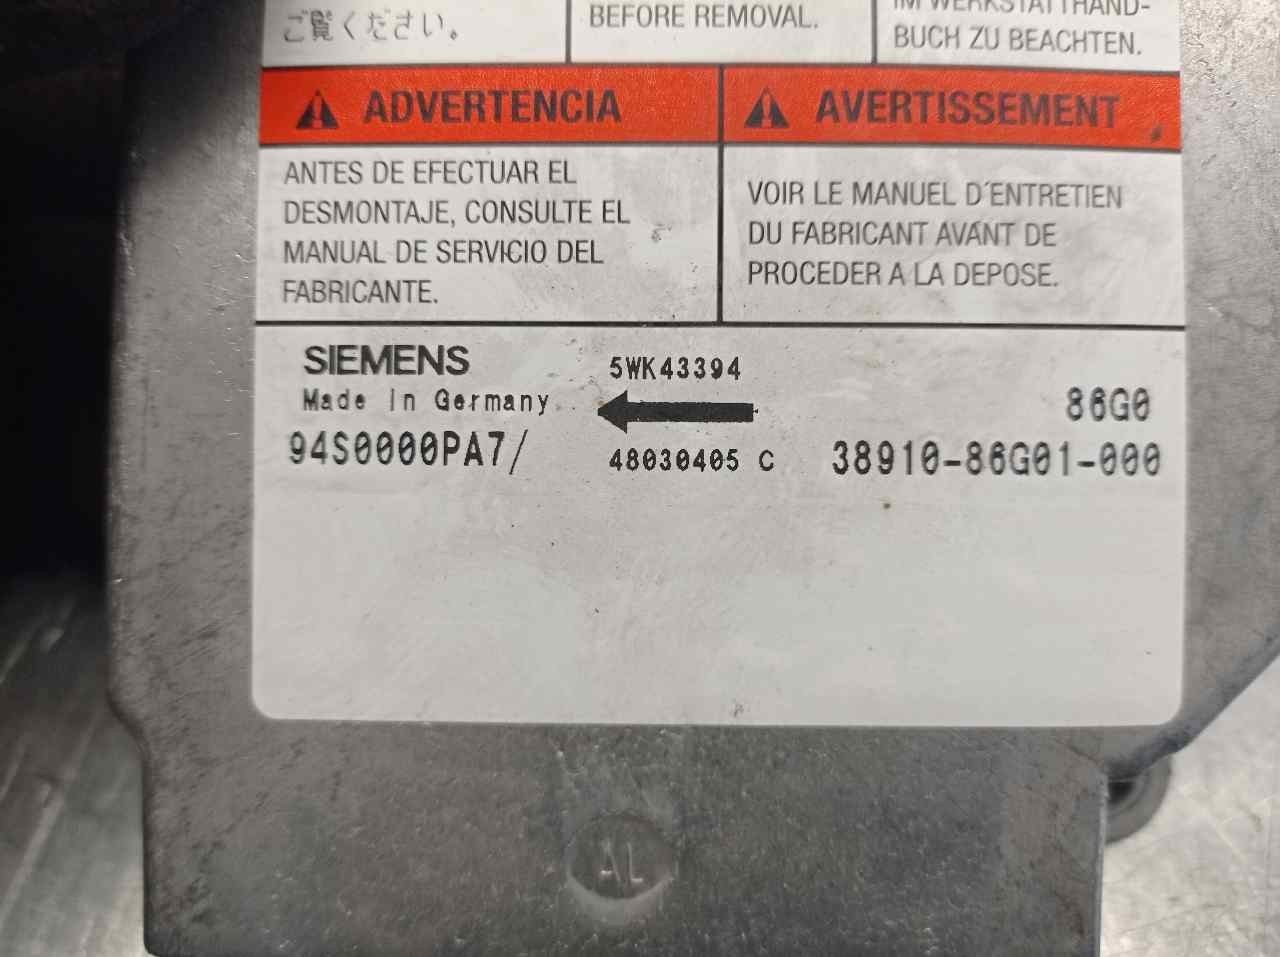 ご覧ください。
BEFORE REMOVAL.
IM WERKSTATTHAND-
BUCH ZU BEACHTEN.
ADVERTENCIA
ANTES DE EFECTUAR EL
DESMONTAJE, CONSULTE EL
MANUAL DE SERVICIO DEL
FABRICANTE.
AVERTISSEMENT
VOIR LE MANUEL D´ENTRETIEN
DU FABRICANT AVANT DE
PROCEDER A LA DEPOSE.
SIEMENS
Made in Germany
94S0000PA7/
5WK43394
48030405 C
86G0
38910-86G01-000
AL